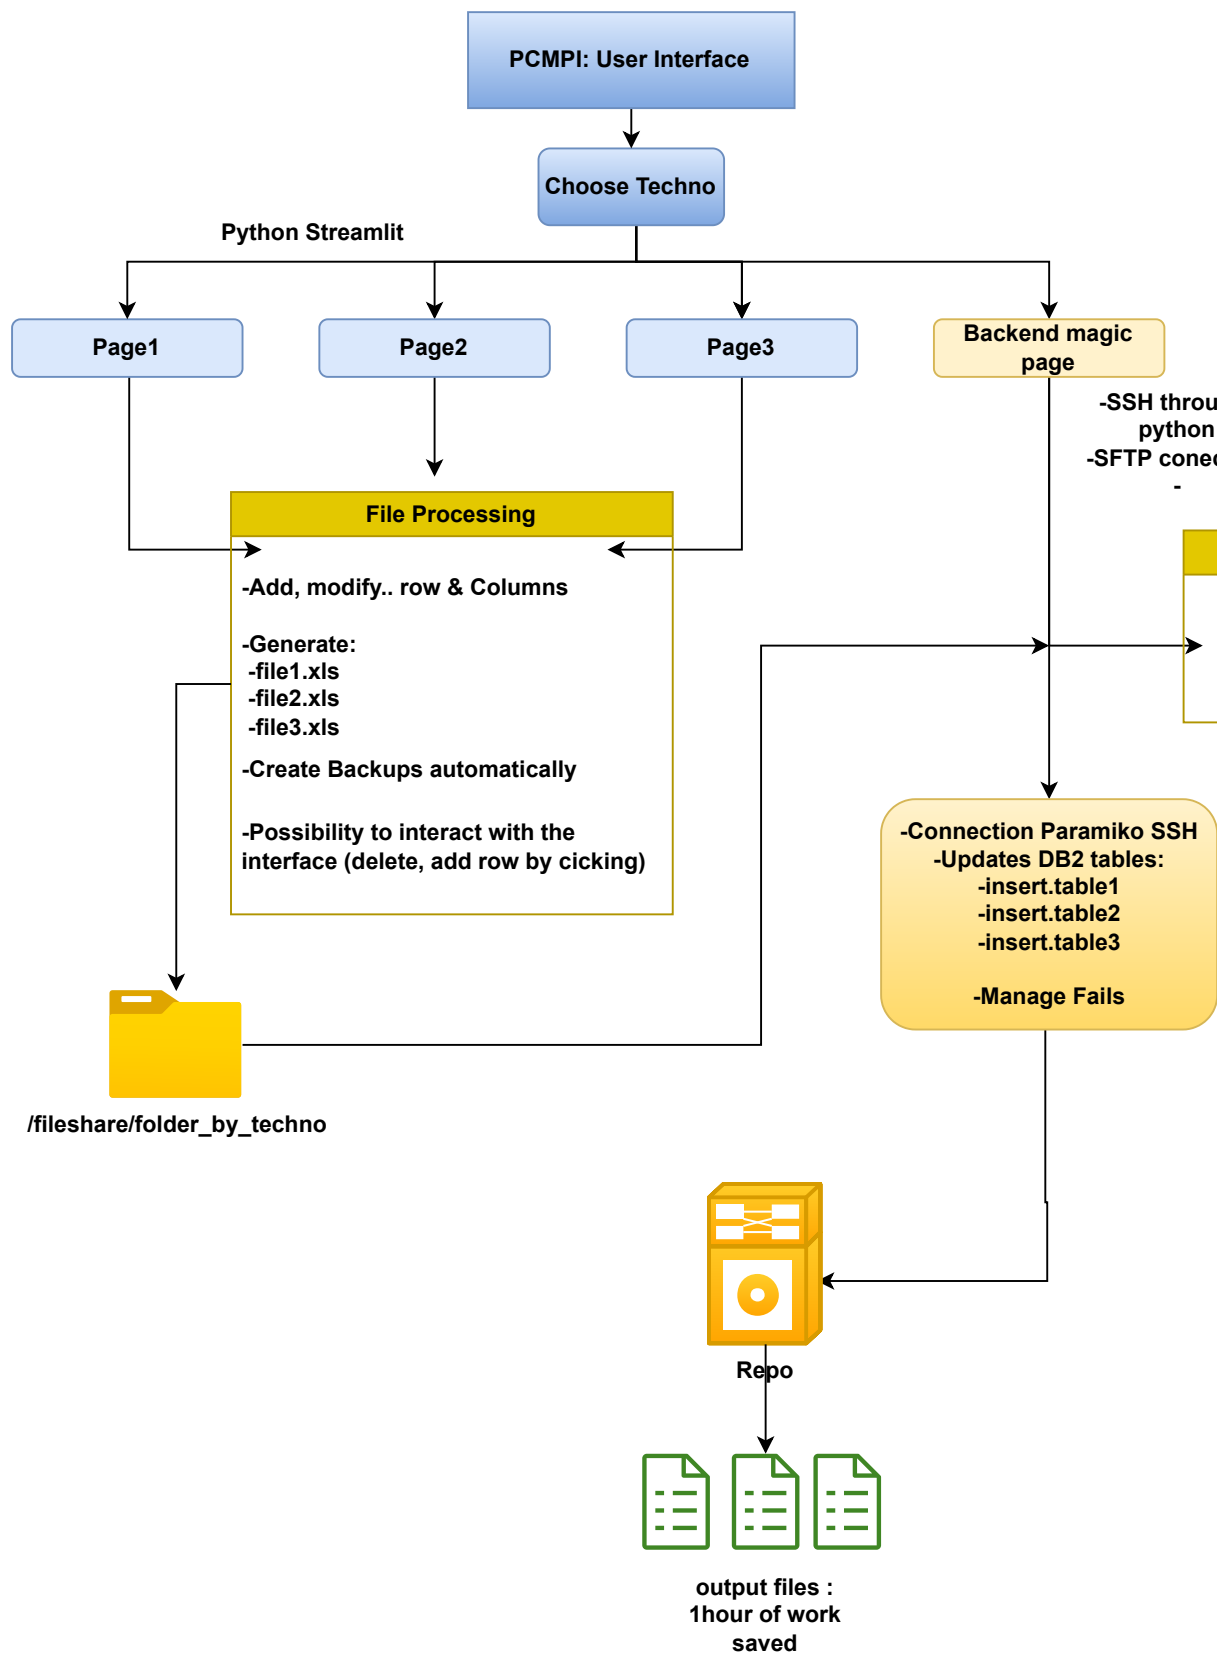 PCMPI: User Interface
Choose Techno
Python Streamlit
Page1
Page2
Page3
Backend magic
page
-SSH
python
-SFTP
-
File Processing
-Add, modify.. row & Columns
-Generate:
-file1.xls
-file2.xls
-file3.xls
-Create Backups automatically
-Possibility to interact with the
interface (delete, add row by cicking)
-Connection Paramiko SSH
-Updates DB2 tables:
-insert.table1
-insert.table2
-insert.table3
-Manage Fails
/fileshare/folder_by_techno
Repo
output files :
1hour of work
saved